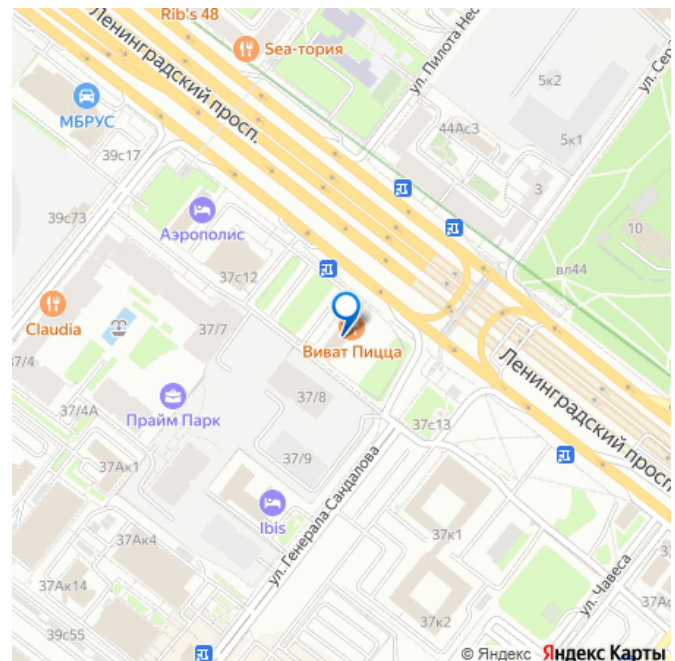 Rib's 48
Ленинградский просп.
Sea-тория
ул. Пилота Нес
ул. Сер
5к2
МБРУС
44Ас3
5к1
39с17
3
Аэрополис
39с73
10
37с12
вл44
Claudia
37/7
Виват Пицца
Ленинградский просп.
37/4
37/8
37/4А
Прайм Парк
37с13
37Ак1
37/9
ул. Генерала Сандалова
Ibis
37Ак4
37к1
ул. Чавеса
37Ак14
37Ас
37к2
39с55
© Яндекс Яндекс Карты